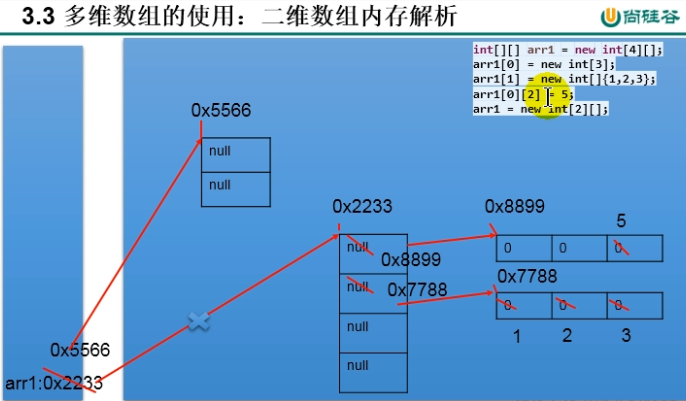 3.3 多维数组的使用：二维数组内存解析
尚硅谷
int[][] arr1 = new int[4][];
arr1[0] = new int[3];
arr1[1] = new int[]{1,2,3};
arr1[0][2] = 5;
arr1 = new int[2][];
0x5566
null
null
0x2233
null
0x8899
null
0x7788
null
null
0x8899
5
0 0 0
0x7788
0 0 0
1 2 3
0x5566
arr1:0x2233